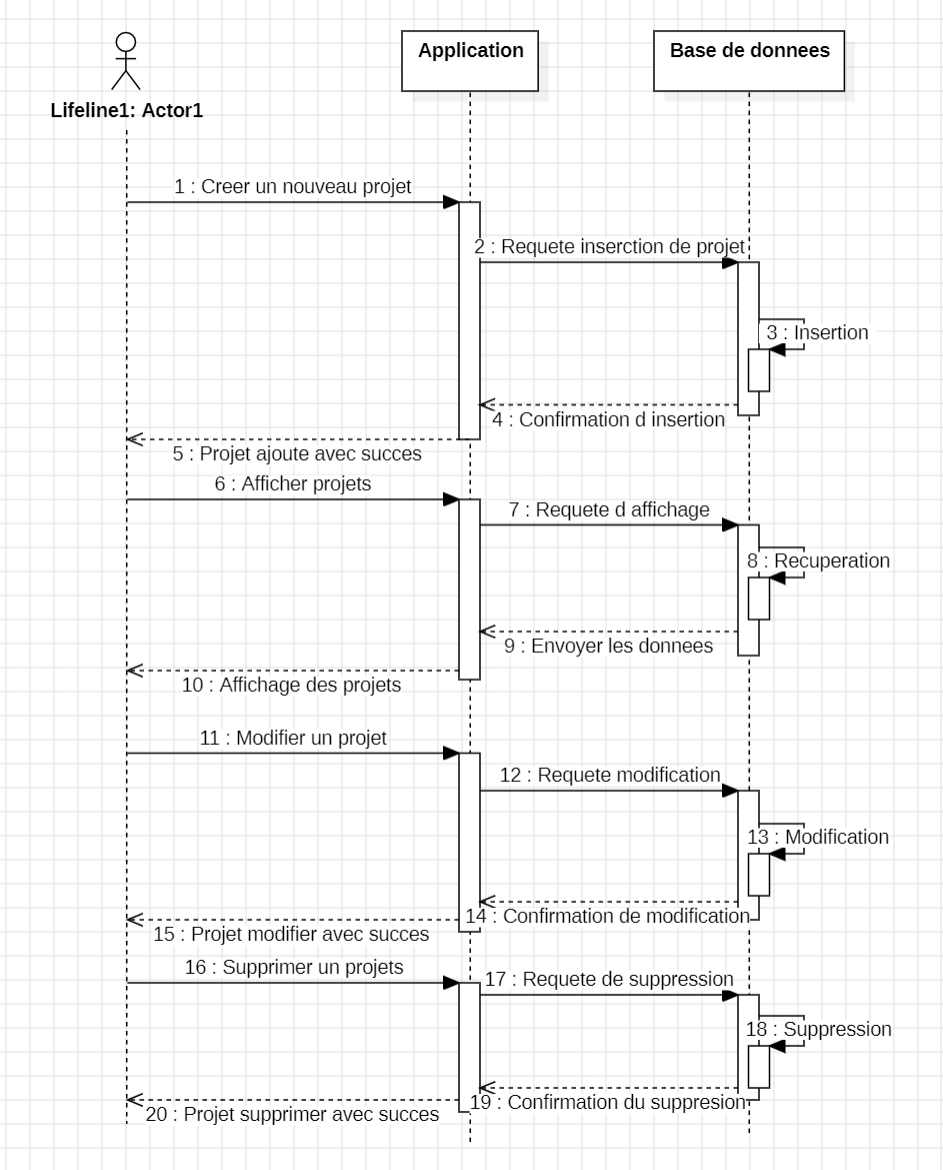 Application
Base de donnees
Lifeline1: Actor1
1 : Creer un nouveau projet
2 : Requete inserction de projet
3 : Insertion
4 : Confirmation d insertion
5 : Projet ajoute avec succes
6 : Afficher projets
7 : Requete d affichage
8 : Recuperation
9 : Envoyer les donnees
10 : Affichage des projets
11 : Modifier un projet
12 : Requete modification
13 : Modification
14 : Confirmation de modification
15 : Projet modifier avec succes
16 : Supprimer un projets
17 : Requete de suppression
18 : Suppression
19 : Confirmation du suppresion
20 : Projet supprimer avec succes